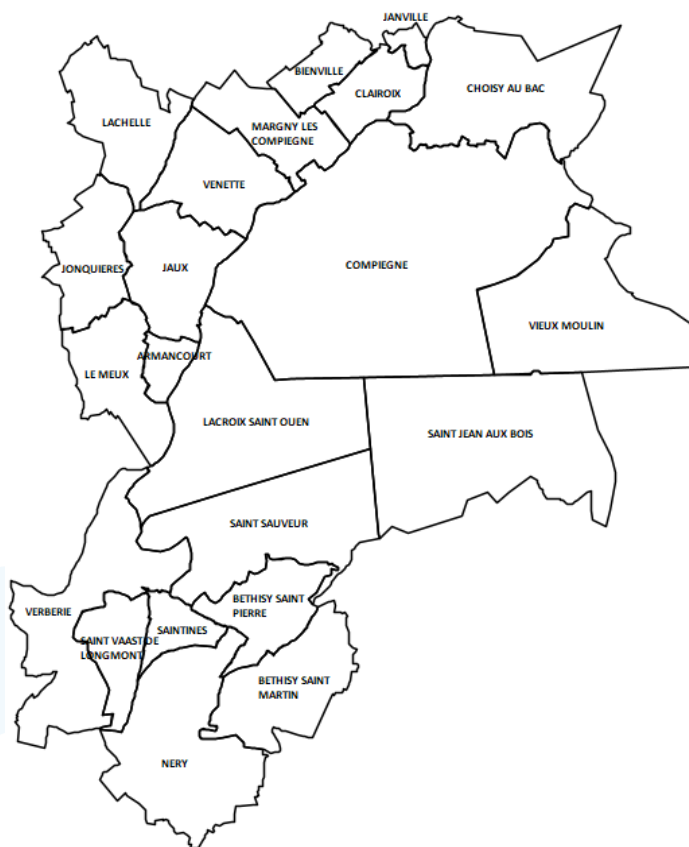 JANVILLE
BIENVILLE
CLAIROIX
CHOISY AU BAC
LACHELLE
MARGNY LES
COMPIEGNE
VENETTE
JONQUIERES
JAUX
COMPIEGNE
VIEUX MOULIN
ARMANCOURT
LE MEUX
LACROIX SAINT OUEN
SAINT JEAN AUX BOIS
SAINT SAUVEUR
VERBERIE
BETHISY SAINT
PIERRE
SAINTINES
SAINT VAAST DE
LONGMONT
BETHISY SAINT
MARTIN
NERY